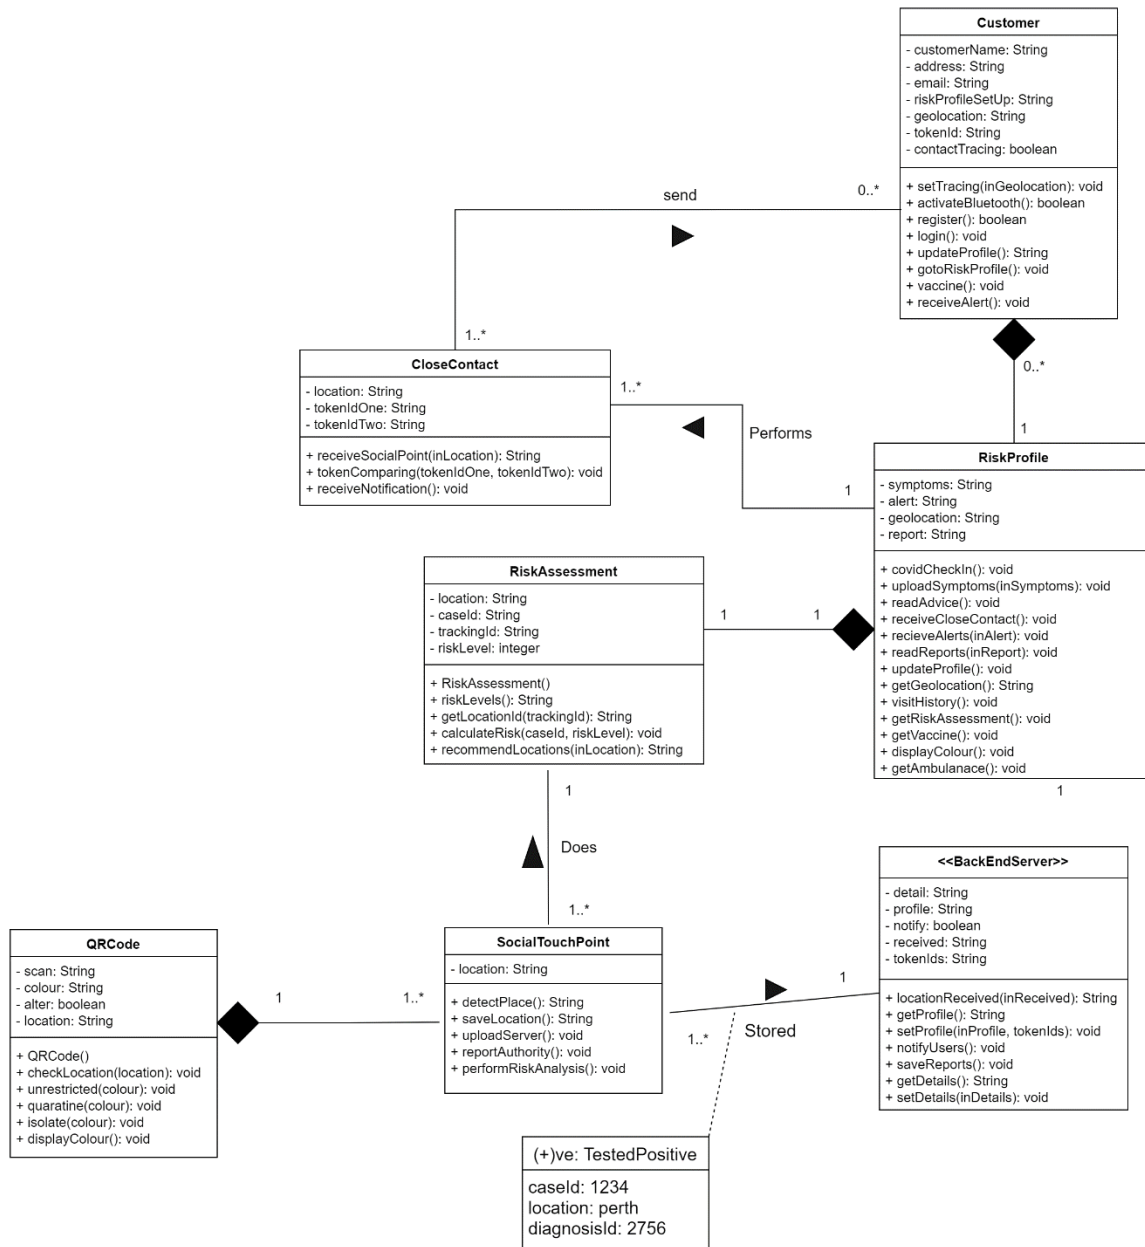 Customer
- customerName: String
- address: String
- email: String
- riskProfileSetUp: String
- geolocation: String
- tokenId: String
- contactTracing: boolean
+ setTracing(inGeolocation): void
+ activateBluetooth(): boolean
+ register(): boolean
+ login(): void
+ updateProfile(): String
+ gotoRiskProfile(): void
+ vaccine(): void
+ receiveAlert(): void
send
0..*
1..*
CloseContact
- location: String
- tokenIdOne: String
- tokenIdTwo: String
+ receiveSocialPoint(inLocation): String
+ tokenComparing(tokenIdOne, tokenIdTwo): void
+ receiveNotification(): void
1..*
Performs
1
0..*
1
RiskProfile
- symptoms: String
- alert: String
- geolocation: String
- report: String
+ covidCheckIn(): void
+ uploadSymptoms(inSymptoms): void
+ readAdvice(): void
+ receiveCloseContact(): void
+ recieveAlerts(inAlert): void
+ readReports(inReport): void
+ updateProfile(): void
+ getGeolocation(): String
+ visitHistory(): void
+ getRiskAssessment(): void
+ getVaccine(): void
+ displayColour(): void
+ getAmbulanace(): void
1
RiskAssessment
- location: String
- caseId: String
- trackingId: String
- riskLevel: integer
+ RiskAssessment()
+ riskLevels(): String
+ getLocationId(trackingId): String
+ calculateRisk(caseId, riskLevel): void
+ recommendLocations(inLocation): String
1
1
1
Does
1..*
<<BackEndServer>>
- detail: String
- profile: String
- notify: boolean
- received: String
- tokenIds: String
+ locationReceived(inReceived): String
+ getProfile(): String
+ setProfile(inProfile, tokenIds): void
+ notifyUsers(): void
+ saveReports(): void
+ getDetails(): String
+ setDetails(inDetails): void
QRCode
- scan: String
- colour: String
- alter: boolean
- location: String
+ QRCode()
+ checkLocation(location): void
+ unrestricted(colour): void
+ quaratine(colour): void
+ isolate(colour): void
+ displayColour(): void
1
1..*
SocialTouchPoint
- location: String
+ detectPlace(): String
+ saveLocation(): String
+ uploadServer(): void
+ reportAuthority(): void
+ performRiskAnalysis(): void
1
1..*
Stored
(+)ve: TestedPositive
caseId: 1234
location: perth
diagnosisId: 2756